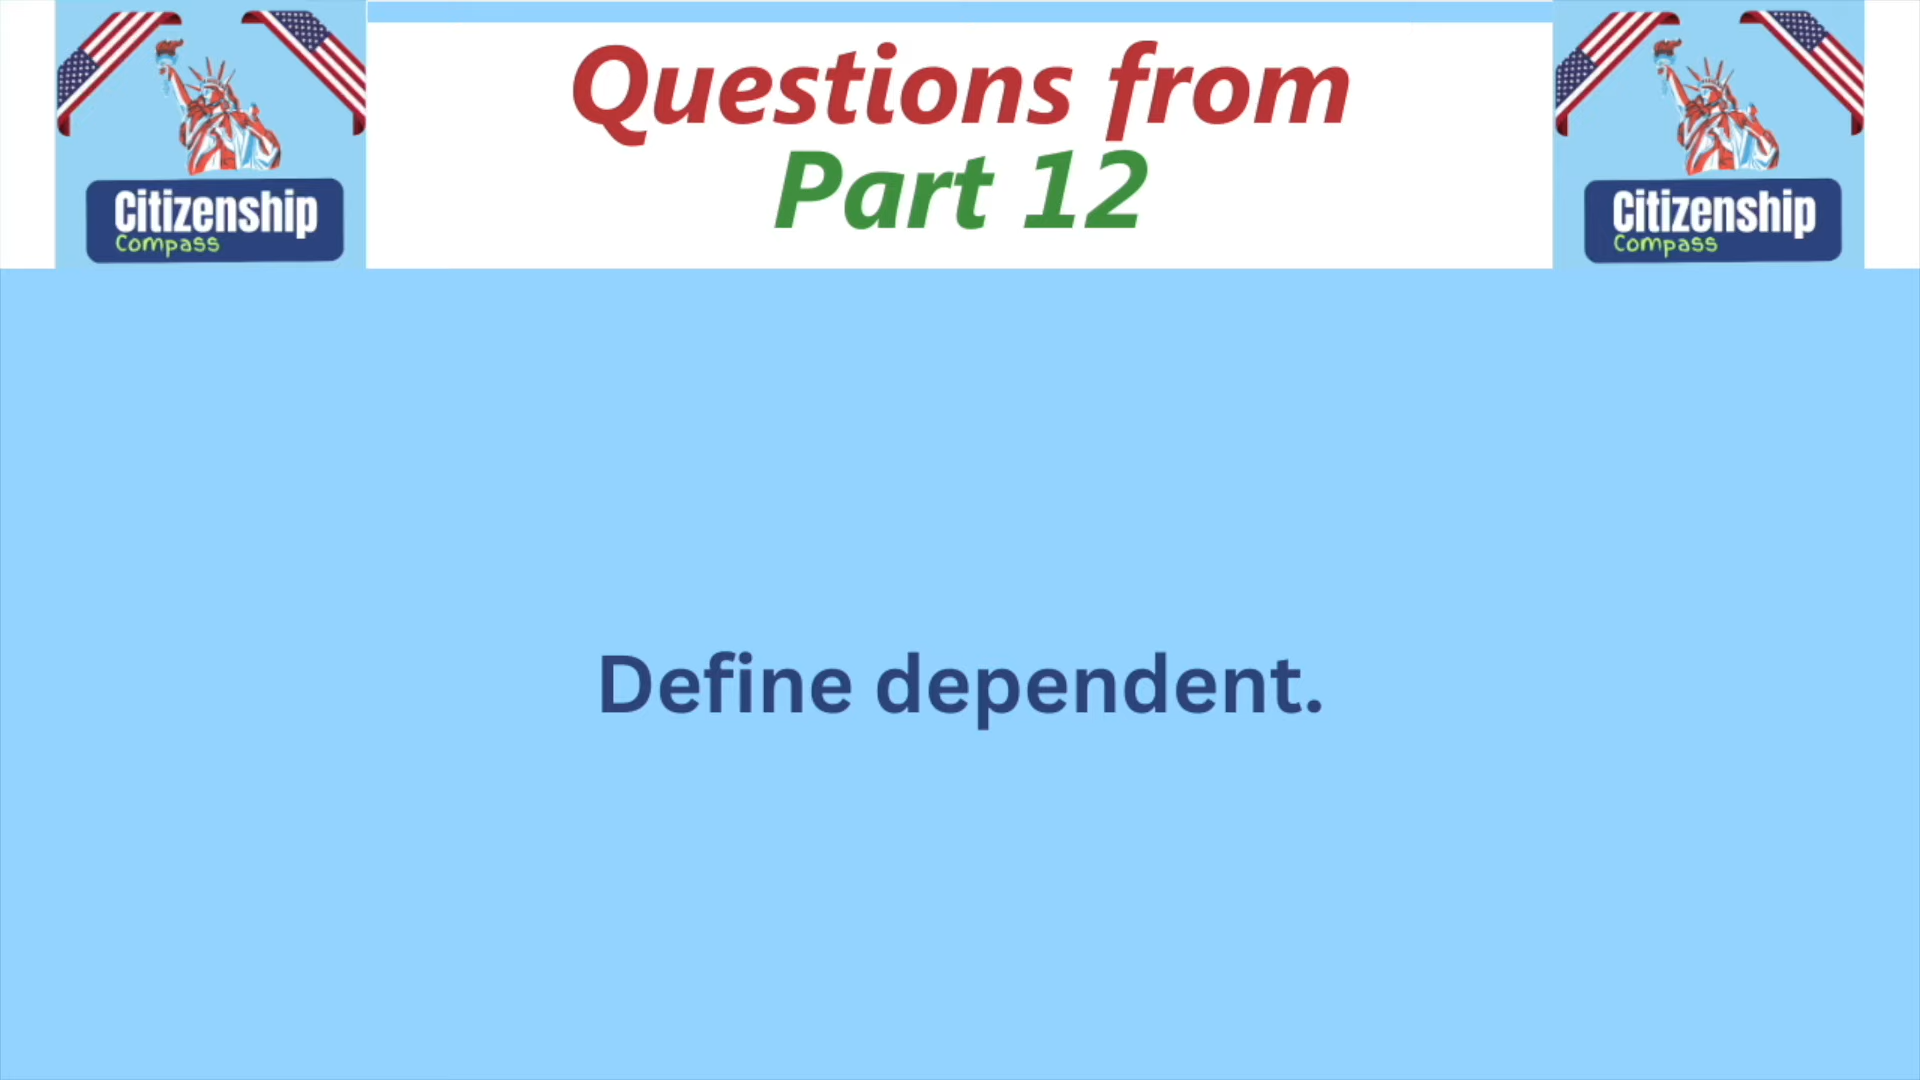 Questions from
Part 12
Citizenship
Compass
Citizenship
Compass
Define dependent.